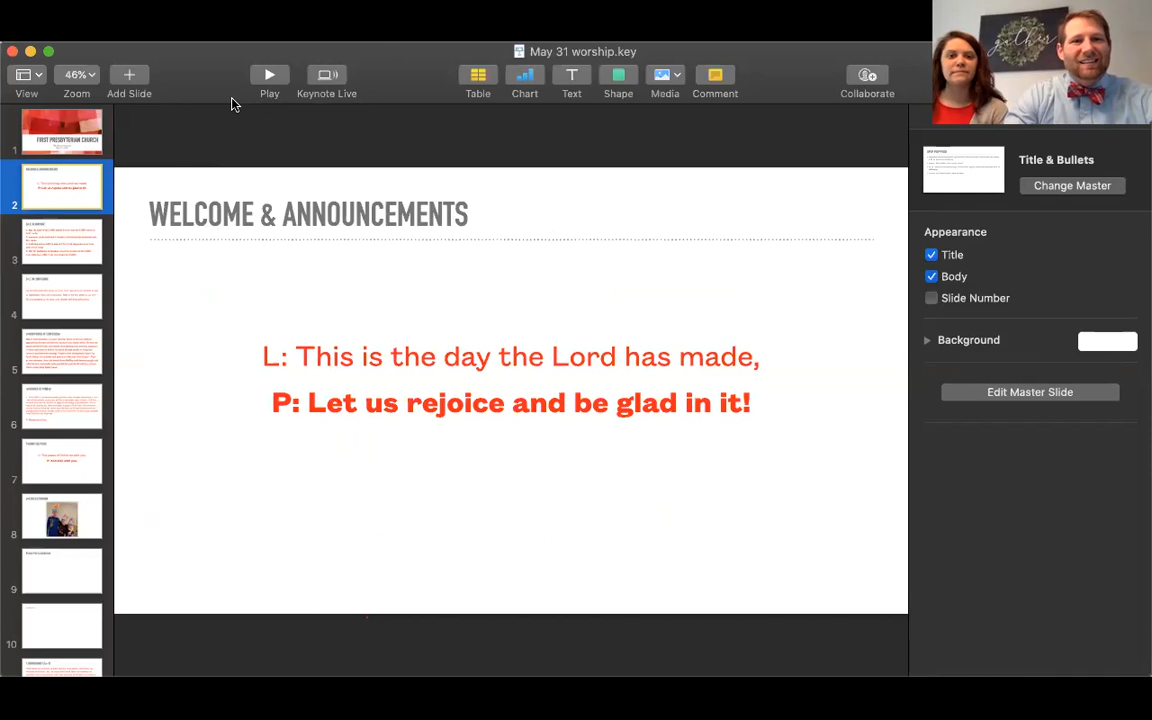 May 31 worship.key
View
46%
Zoom
Add Slide
Play
Keynote Live
Table
Chart
Text
Shape
Media
Comment
Collaborate
gather
1
FIRST PRESBYTERIAN CHURCH
2
3
4
5
6
7
8
9
10
WELCOME & ANNOUNCEMENTS
L: This is the day the Lord has made,
P: Let us rejoice and be glad in it!
Title & Bullets
Change Master
Appearance
Title
Body
Slide Number
Background
Edit Master Slide